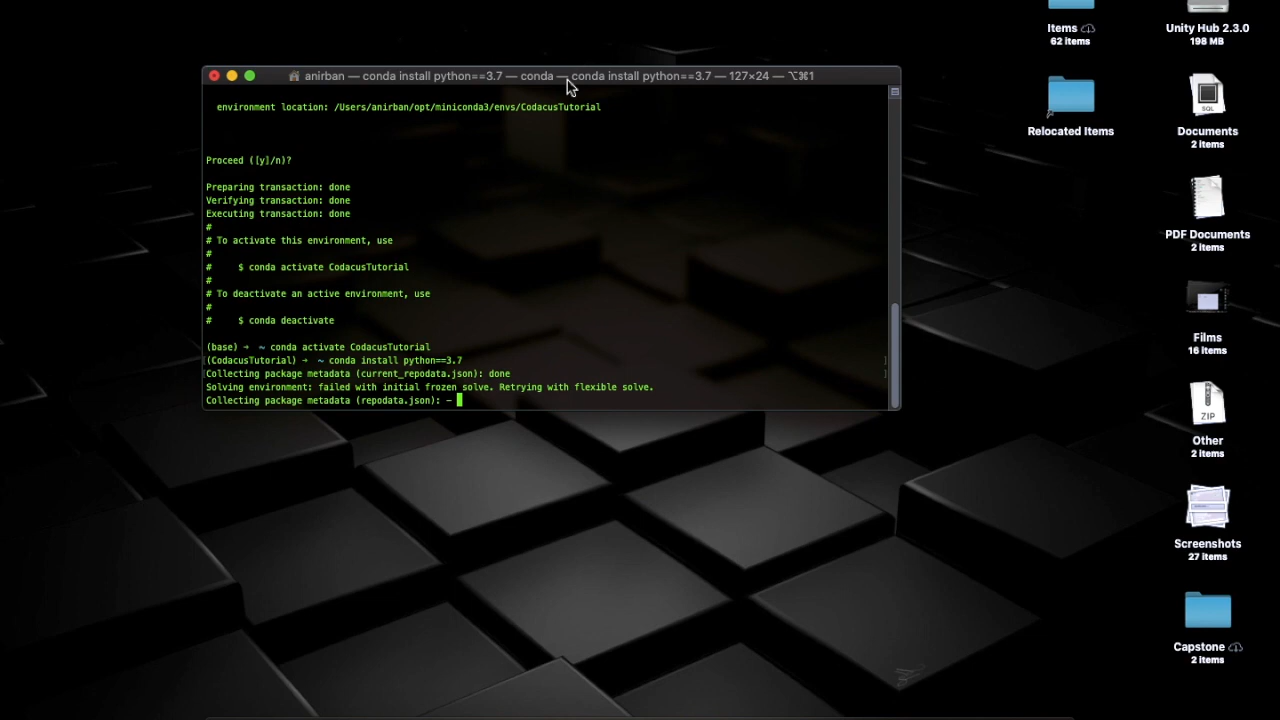 anirban — conda install python==3.7 — conda — conda install python==3.7 — 127×24 — ⌥⌘1
environment location: /Users/anirban/opt/miniconda3/envs/CodacusTutorial
Proceed ([y]/n)?
Preparing transaction: done
Verifying transaction: done
Executing transaction: done
#
# To activate this environment, use
#
#     $ conda activate CodacusTutorial
#
# To deactivate an active environment, use
#
#     $ conda deactivate
(base) → ~ conda activate CodacusTutorial
[(CodacusTutorial) → ~ conda install python==3.7 ]
Collecting package metadata (current_repodata.json): done
Solving environment: failed with initial frozen solve. Retrying with flexible solve.
Collecting package metadata (repodata.json): -
Items
62 items
Unity Hub 2.3.0
198 MB
Relocated Items
SQL
Documents
2 items
PDF Documents
2 items
Films
16 items
ZIP
Other
2 items
Screenshots
27 items
Capstone
2 items